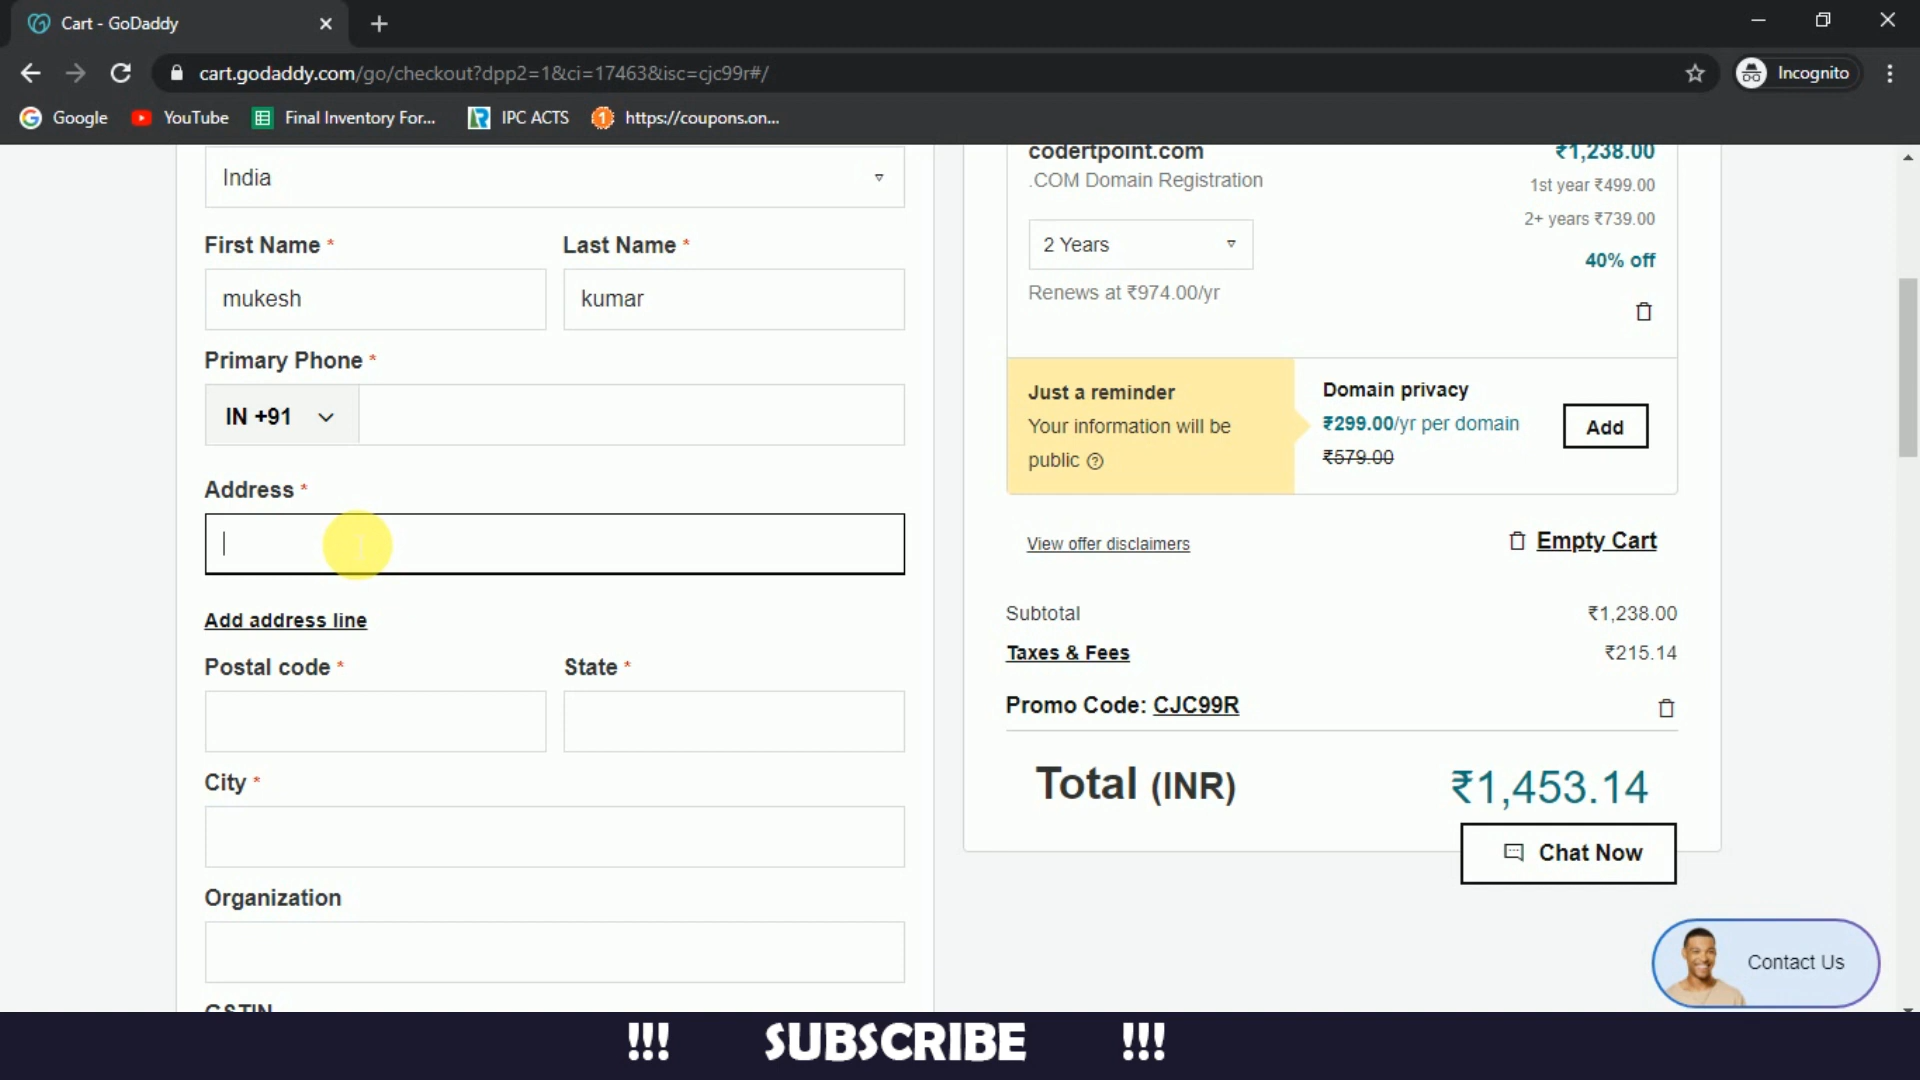 Cart - GoDaddy
cart.godaddy.com/go/checkout?dpp2=1&ci=17463&isc=cjc99r#/
Incognito
Google
YouTube
Final Inventory For...
IPC ACTS
https://coupons.on...
India
First Name *
Last Name *
mukesh
kumar
Primary Phone *
IN +91
Address *
Add address line
Postal code *
State *
City *
Organization
GSTIN
codertpoint.com
₹1,238.00
.COM Domain Registration
1st year ₹499.00
2+ years ₹739.00
2 Years
40% off
Renews at ₹974.00/yr
Just a reminder
Your information will be
public ?
Domain privacy
₹299.00/yr per domain
₹579.00
Add
View offer disclaimers
Empty Cart
Subtotal
₹1,238.00
Taxes & Fees
₹215.14
Promo Code: CJC99R
Total (INR)
₹1,453.14
Chat Now
Contact Us
!!! SUBSCRIBE !!!